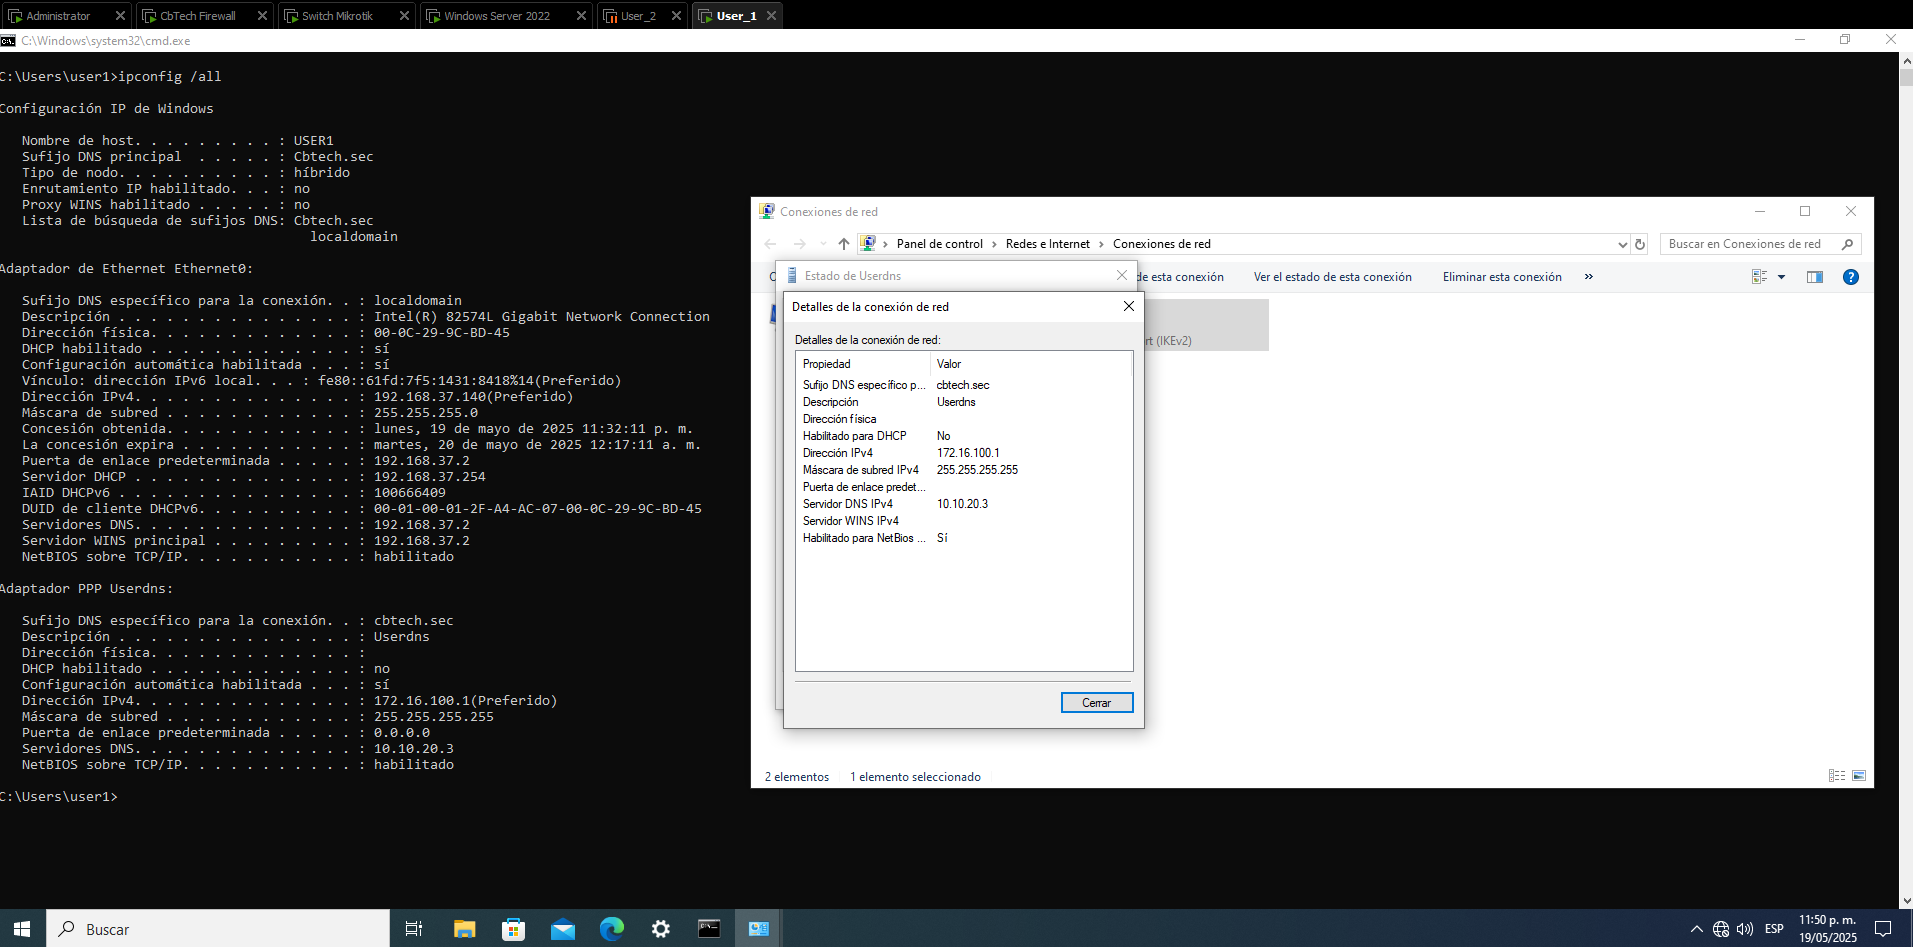 Administrator
CbTech Firewall
Switch Mikrotik
Windows Server 2022
User_2
User_1
C:\Windows\system32\cmd.exe
C:\Users\user1>ipconfig /all
Configuración IP de Windows
Nombre de host. . . . . . . . . : USER1
Sufijo DNS principal  . . . . . : Cbtech.sec
Tipo de nodo. . . . . . . . . . : híbrido
Enrutamiento IP habilitado. . . : no
Proxy WINS habilitado . . . . . : no
Lista de búsqueda de sufijos DNS: Cbtech.sec
localdomain
Adaptador de Ethernet Ethernet0:
Sufijo DNS específico para la conexión. . : localdomain
Descripción . . . . . . . . . . . . . . . : Intel(R) 82574L Gigabit Network Connection
Dirección física. . . . . . . . . . . . . : 00-0C-29-9C-BD-45
DHCP habilitado . . . . . . . . . . . . . : sí
Configuración automática habilitada . . . : sí
Vínculo: dirección IPv6 local. . . : fe80::61fd:7f5:1431:8418%14(Preferido)
Dirección IPv4. . . . . . . . . . . . . . : 192.168.37.140(Preferido)
Máscara de subred . . . . . . . . . . . . : 255.255.255.0
Concesión obtenida. . . . . . . . . . . . : lunes, 19 de mayo de 2025 11:32:11 p. m.
La concesión expira . . . . . . . . . . . : martes, 20 de mayo de 2025 12:17:11 a. m.
Puerta de enlace predeterminada . . . . . : 192.168.37.2
Servidor DHCP . . . . . . . . . . . . . . : 192.168.37.254
IAID DHCPv6 . . . . . . . . . . . . . . . : 100666409
DUID de cliente DHCPv6. . . . . . . . . . : 00-01-00-01-2F-A4-AC-07-00-0C-29-9C-BD-45
Servidores DNS. . . . . . . . . . . . . . : 192.168.37.2
Servidor WINS principal . . . . . . . . . : 192.168.37.2
NetBIOS sobre TCP/IP. . . . . . . . . . . : habilitado
Adaptador PPP Userdns:
Sufijo DNS específico para la conexión. . : cbtech.sec
Descripción . . . . . . . . . . . . . . . : Userdns
Dirección física. . . . . . . . . . . . . :
DHCP habilitado . . . . . . . . . . . . . : no
Configuración automática habilitada . . . : sí
Dirección IPv4. . . . . . . . . . . . . . : 172.16.100.1(Preferido)
Máscara de subred . . . . . . . . . . . . : 255.255.255.255
Puerta de enlace predeterminada . . . . . : 0.0.0.0
Servidores DNS. . . . . . . . . . . . . . : 10.10.20.3
NetBIOS sobre TCP/IP. . . . . . . . . . . : habilitado
C:\Users\user1>
Conexiones de red
Panel de control > Redes e Internet > Conexiones de red
Buscar en Conexiones de red
de esta conexión
Ver el estado de esta conexión
Eliminar esta conexión
»
Estado de Userdns
rt (IKEv2)
Detalles de la conexión de red
Detalles de la conexión de red:
Propiedad Valor
Sufijo DNS específico p... cbtech.sec
Descripción Userdns
Dirección física
Habilitado para DHCP No
Dirección IPv4 172.16.100.1
Máscara de subred IPv4 255.255.255.255
Puerta de enlace predet...
Servidor DNS IPv4 10.10.20.3
Servidor WINS IPv4
Habilitado para NetBios ... Sí
Cerrar
2 elementos
1 elemento seleccionado
Buscar
ESP
11:50 p. m.
19/05/2025